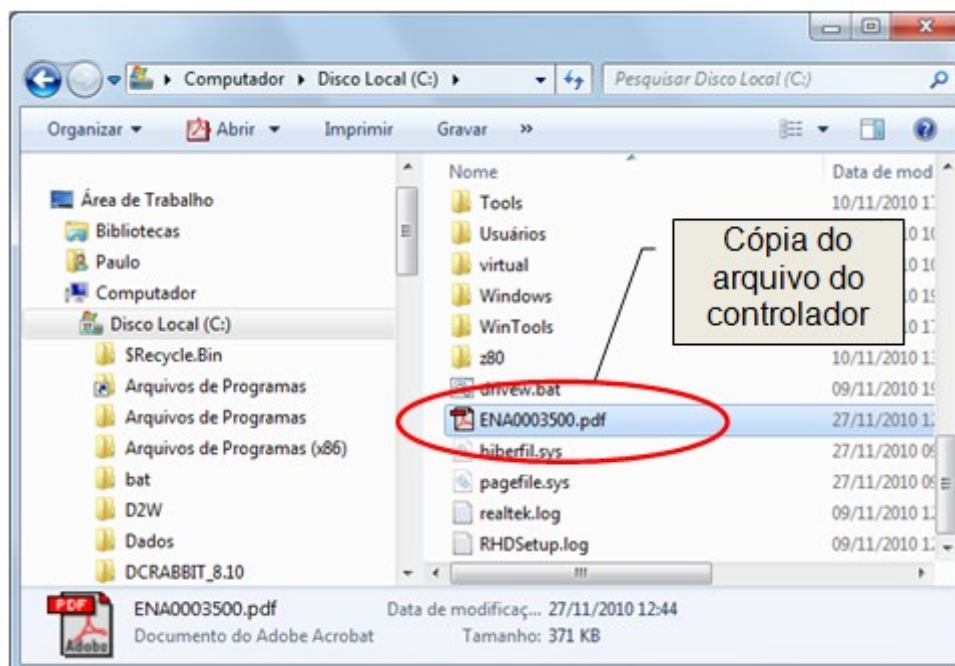 Computador
Disco Local (C:)
Pesquisar Disco Local (C:)
Organizar
Abrir
Imprimir
Gravar
»
Área de Trabalho
Bibliotecas
Paulo
Computador
Disco Local (C:)
$Recycle.Bin
Arquivos de Programas
Arquivos de Programas
Arquivos de Programas (x86)
bat
D2W
Dados
DCRABBIT_8.10
Nome
Data de mod
Tools
10/11/2010
Usuários
virtual
Windows
WinTools
z80
10/11/2010
drivew.bat
09/11/2010
ENA0003500.pdf
27/11/2010
hiberfil.sys
27/11/2010
pagefile.sys
27/11/2010
realtek.log
09/11/2010
RHDSetup.log
09/11/2010
Cópia do
arquivo do
controlador
PDF
Adobe
ENA0003500.pdf
Data de modificaç... 27/11/2010 12:44
Documento do Adobe Acrobat
Tamanho: 371 KB